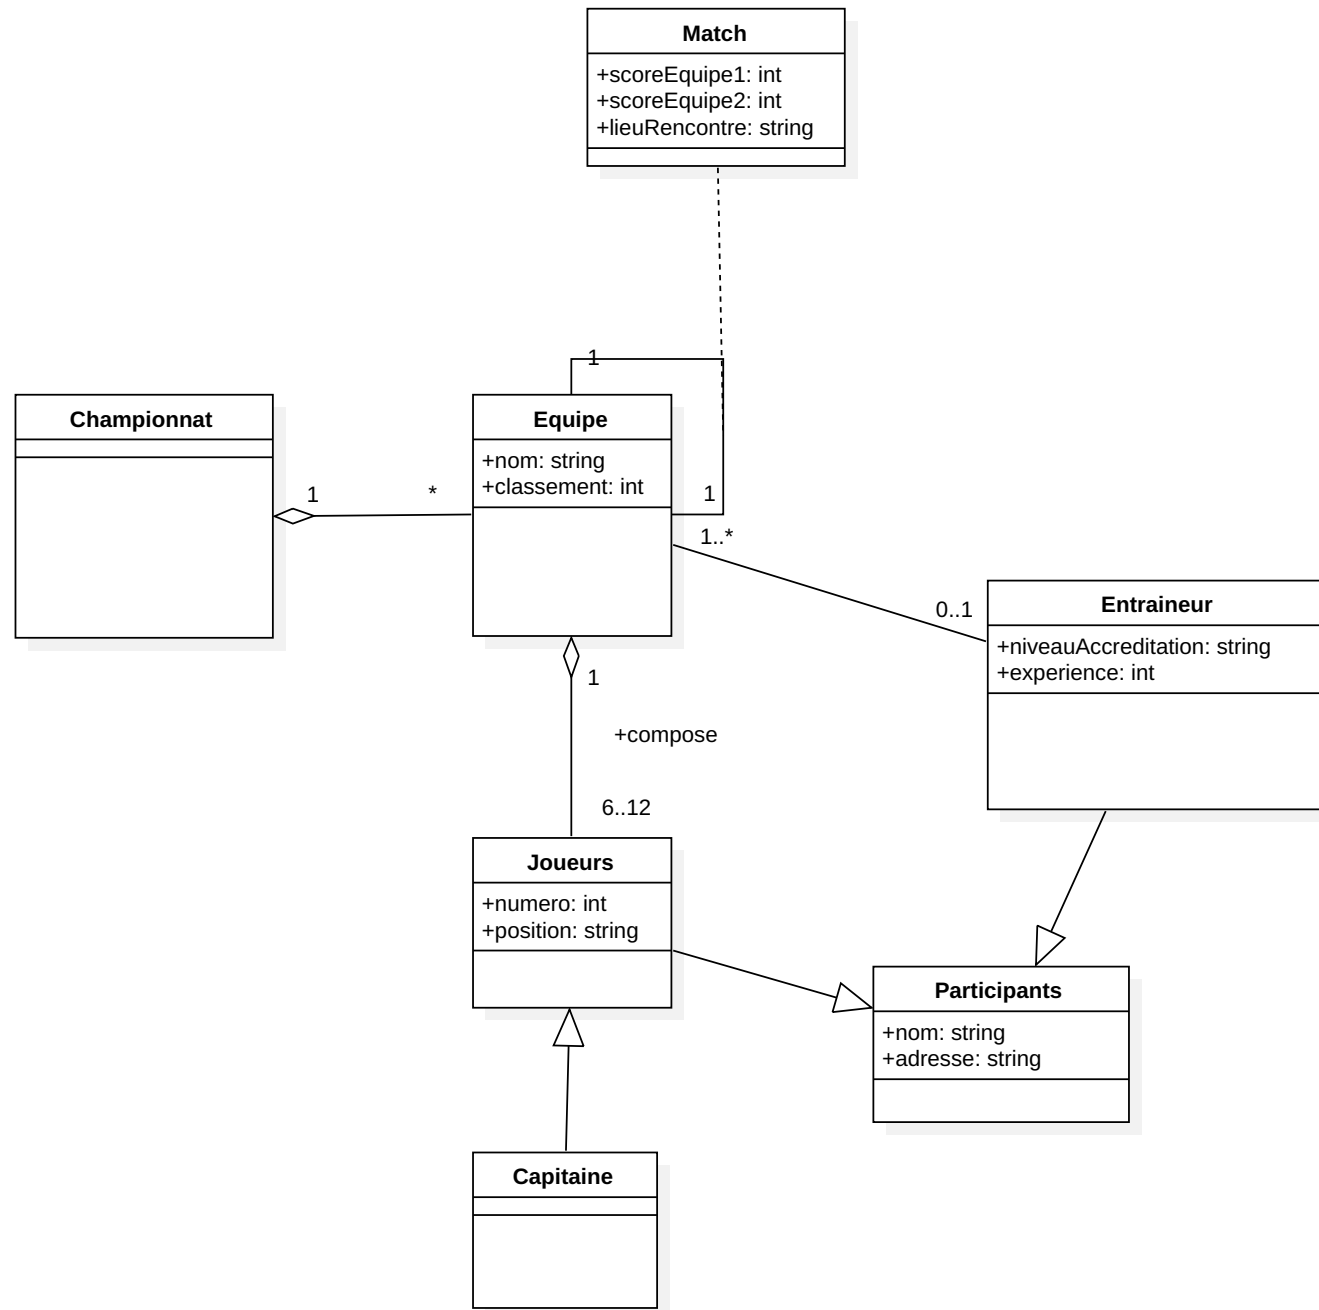 Match
+scoreEquipe1: int
+scoreEquipe2: int
+lieuRencontre: string
1
Championnat
Equipe
+nom: string
+classement: int
1
*
1
1..*
0..1
Entraineur
+niveauAccreditation: string
+experience: int
1
+compose
6..12
Joueurs
+numero: int
+position: string
Participants
+nom: string
+adresse: string
Capitaine